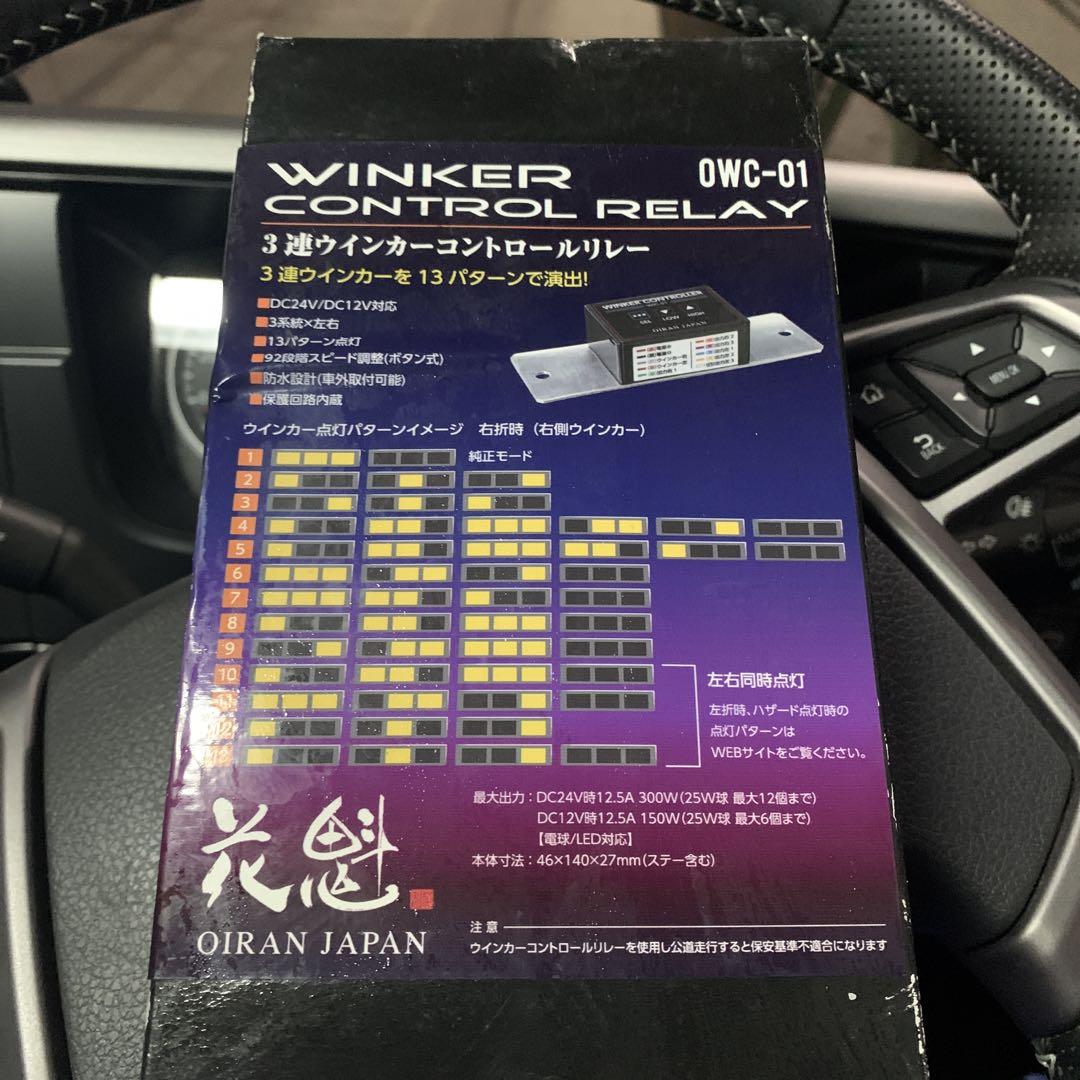 WINKER
OWC-01
CONTROL RELAY
3連ウインカーコントロールリレー
3連ウインカーを13パターンで演出!
DC24V/DC12V対応
3系統×左右
13パターン点灯
92段階スピード調整(ボタン式)
防水設計(車外取付可能)
保護回路内蔵
WINKER CONTROLLER
SEL LOW HIGH
OIRAN JAPAN
ウインカー点灯パターンイメージ 右折時(右側ウインカー)
1 純正モード
2
3
4
5
6
7
8
9
10
11
12
13
左右同時点灯
左折時、ハザード点灯時の
点灯パターンは
WEBサイトをご覧ください。
最大出力:DC24V時12.5A 300W(25W球 最大12個まで)
DC12V時12.5A 150W(25W球 最大6個まで)
【電球/LED対応】
本体寸法:46×140×27mm(ステー含む)
花魁
OIRAN JAPAN
注意
ウインカーコントロールリレーを使用し公道走行すると保安基準不適合になります
MENU OK
BACK